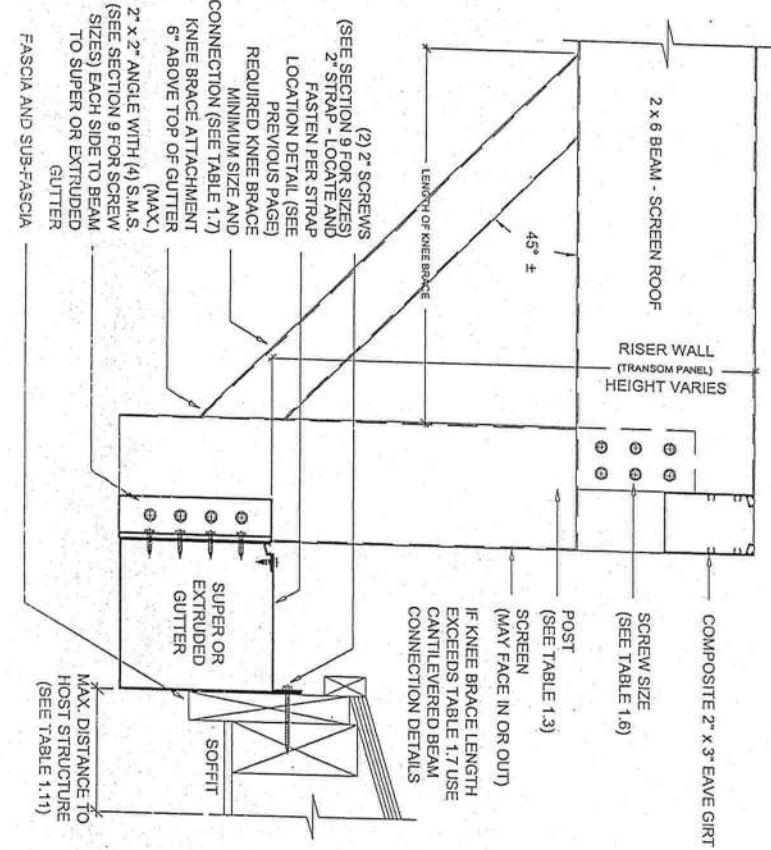 2 x 6 BEAM - SCREEN ROOF
RISER WALL
(TRANSOM PANEL)
HEIGHT VARIES
COMPOSITE 2" x 3" EAVE GIRT
SCREW SIZE
(SEE TABLE 1.6)
POST
(SEE TABLE 1.3)
SCREEN
(MAY FACE IN OR OUT)
IF KNEE BRACE LENGTH
EXCEEDS TABLE 1.7 USE
CANTILEVERED BEAM
CONNECTION DETAILS
45° ±
LENGTH OF KNEE BRACE
(2) 2" SCREWS
(SEE SECTION 9 FOR SIZES)
2" STRAP - LOCATE AND
FASTEN PER STRAP
LOCATION DETAIL (SEE
PREVIOUS PAGE)
REQUIRED KNEE BRACE
MINIMUM SIZE AND
CONNECTION (SEE TABLE 1.7)
KNEE BRACE ATTACHMENT
6" ABOVE TOP OF GUTTER
(MAX.)
2" x 2" ANGLE WITH (4) S.M.S.
(SEE SECTION 9 FOR SCREW
SIZES) EACH SIDE TO BEAM
TO SUPER OR EXTRUDED
GUTTER
FASCIA AND SUB-FASCIA
SUPER OR
EXTRUDED
GUTTER
SOFFIT
MAX. DISTANCE TO
HOST STRUCTURE
(SEE TABLE 1.11)